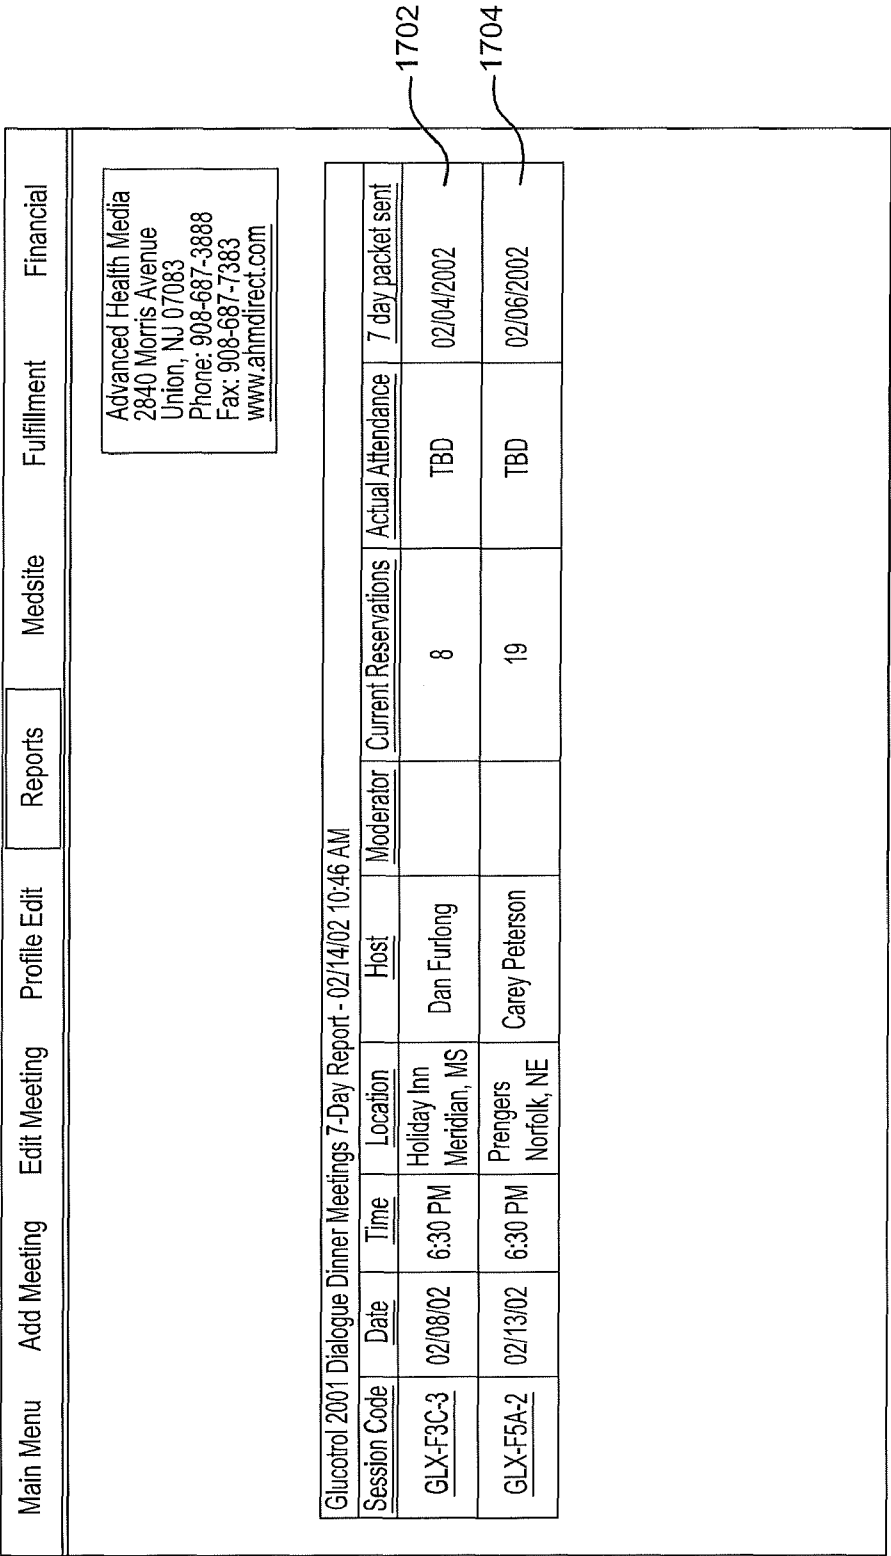 Main Menu Add Meeting Edit Meeting Profile Edit Reports Medsite Fulfillment Financial
Advanced Health Media
2840 Morris Avenue
Union, NJ 07083
Phone: 908-687-3888
Fax: 908-687-7383
www.ahmdirect.com
Glucotrol 2001 Dialogue Dinner Meetings 7-Day Report - 02/14/02 10:46 AM
Session Code Date Time Location Host Moderator Current Reservations Actual Attendance 7 day packet sent
GLX-F3C-3 02/08/02 6:30 PM Holiday Inn Dan Furlong 8 TBD 02/04/2002
Meridian, MS
1702
GLX-F5A-2 02/13/02 6:30 PM Prengers Carey Peterson 19 TBD 02/06/2002
Norfolk, NE
1704